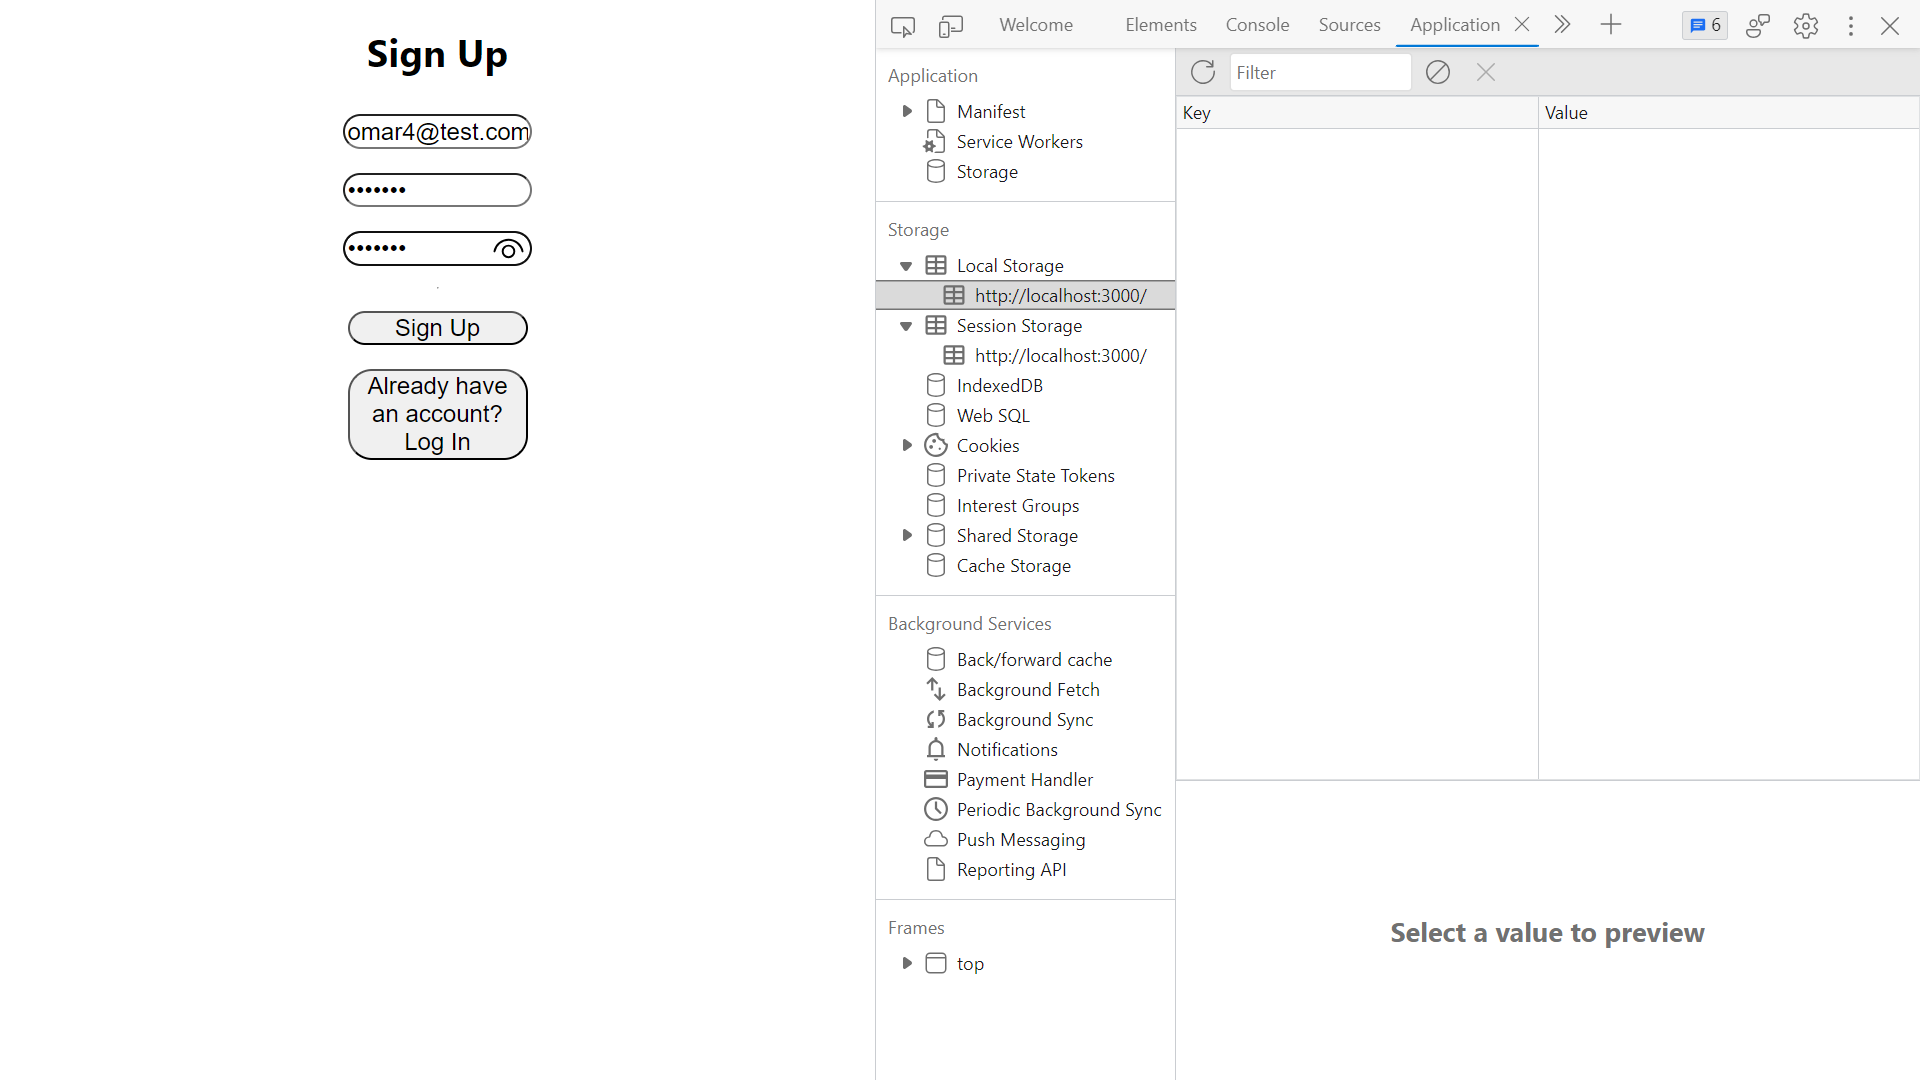 Sign Up
omar4@test.com
•••••••
•••••••
Sign Up
Already have
an account?
Log In
Welcome
Elements
Console
Sources
Application
6
Application
Manifest
Service Workers
Storage
Storage
Local Storage
http://localhost:3000/
Session Storage
http://localhost:3000/
IndexedDB
Web SQL
Cookies
Private State Tokens
Interest Groups
Shared Storage
Cache Storage
Background Services
Back/forward cache
Background Fetch
Background Sync
Notifications
Payment Handler
Periodic Background Sync
Push Messaging
Reporting API
Frames
top
Filter
Key
Value
Select a value to preview